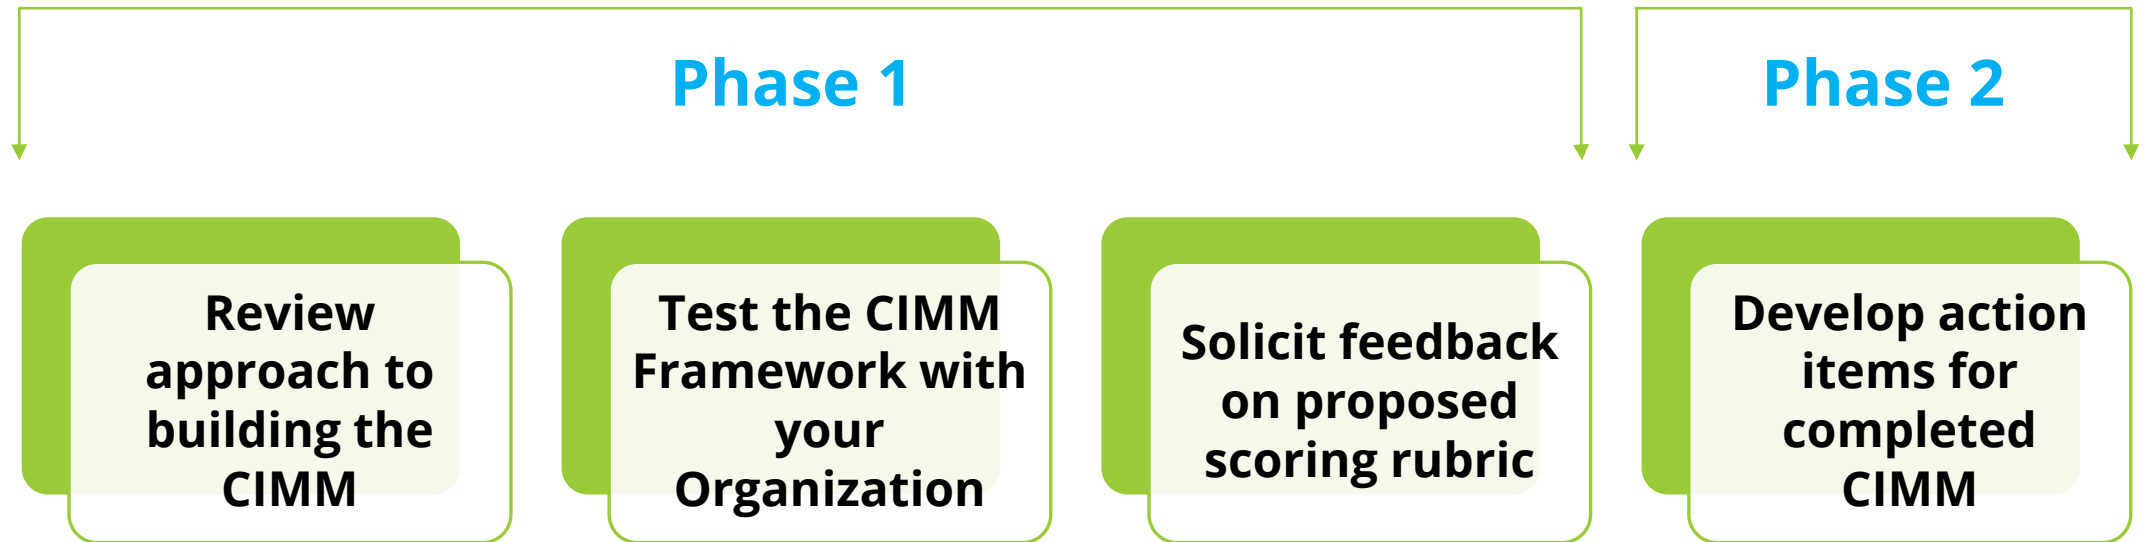 Phase 1
Phase 2
Review
approach to
building the
CIMM
Test the CIMM
Framework with
your
Organization
Solicit feedback
on proposed
scoring rubric
Develop action
items for
completed
CIMM